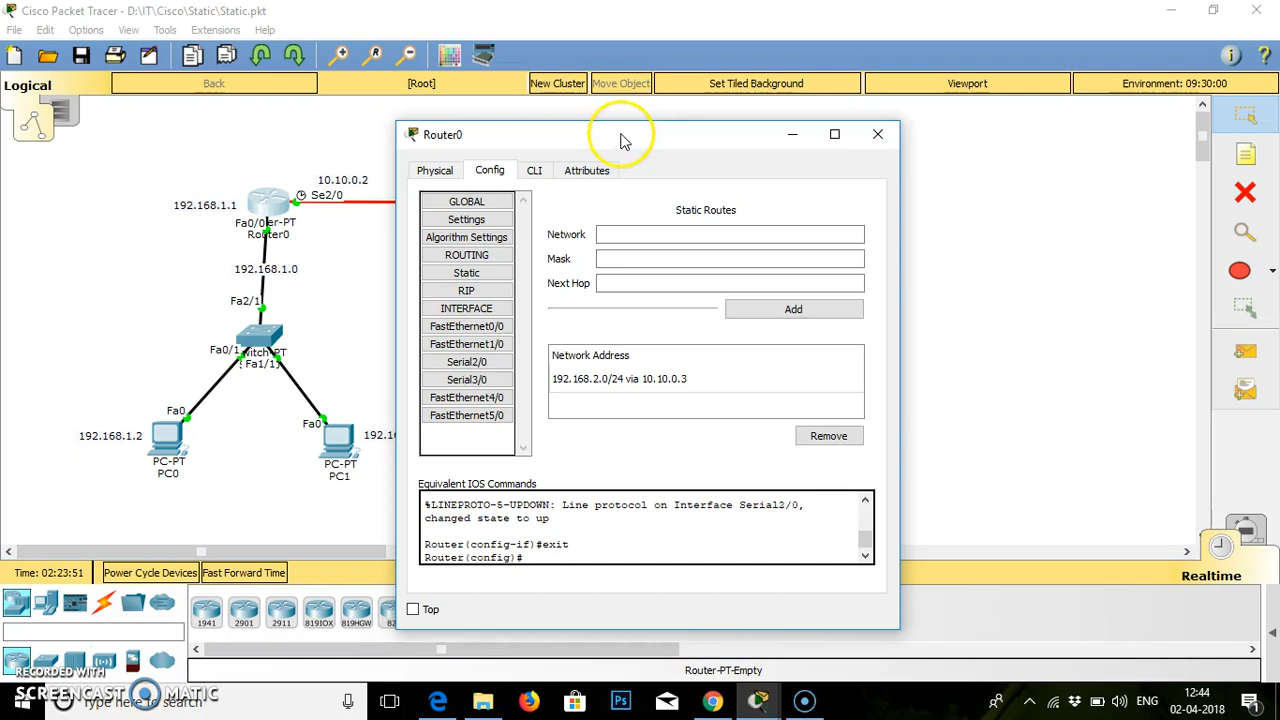 Cisco Packet Tracer - D:\IT\Cisco\Static\Static.pkt
File Edit Options View Tools Extensions Help
Logical Back [Root] New Cluster Move Object Set Tiled Background Viewport Environment: 09:30:00
10.10.0.2
192.168.1.1
Se2/0
Fa0/0
er-PT
Router0
192.168.1.0
Fa2/1
Fa0/1
witch-PT
Fa1/1
Fa0
Fa0
192.168.1.2
192.16
PC-PT
PC0
PC-PT
PC1
Router0
Physical Config CLI Attributes
GLOBAL
Settings
Algorithm Settings
ROUTING
Static
RIP
INTERFACE
FastEthernet0/0
FastEthernet1/0
Serial2/0
Serial3/0
FastEthernet4/0
FastEthernet5/0
Static Routes
Network
Mask
Next Hop
Add
Network Address
192.168.2.0/24 via 10.10.0.3
Remove
Equivalent IOS Commands
%LINEPROTO-5-UPDOWN: Line protocol on Interface Serial2/0,
changed state to up
Router(config-if)#exit
Router(config)#
Top
Time: 02:23:51 Power Cycle Devices Fast Forward Time
Realtime
1941 2901 2911 819IOX 819HGW
Router-PT-Empty
RECORDED WITH
SCREENCAST MATIC
Type here to search
ENG
12:44
02-04-2018
1